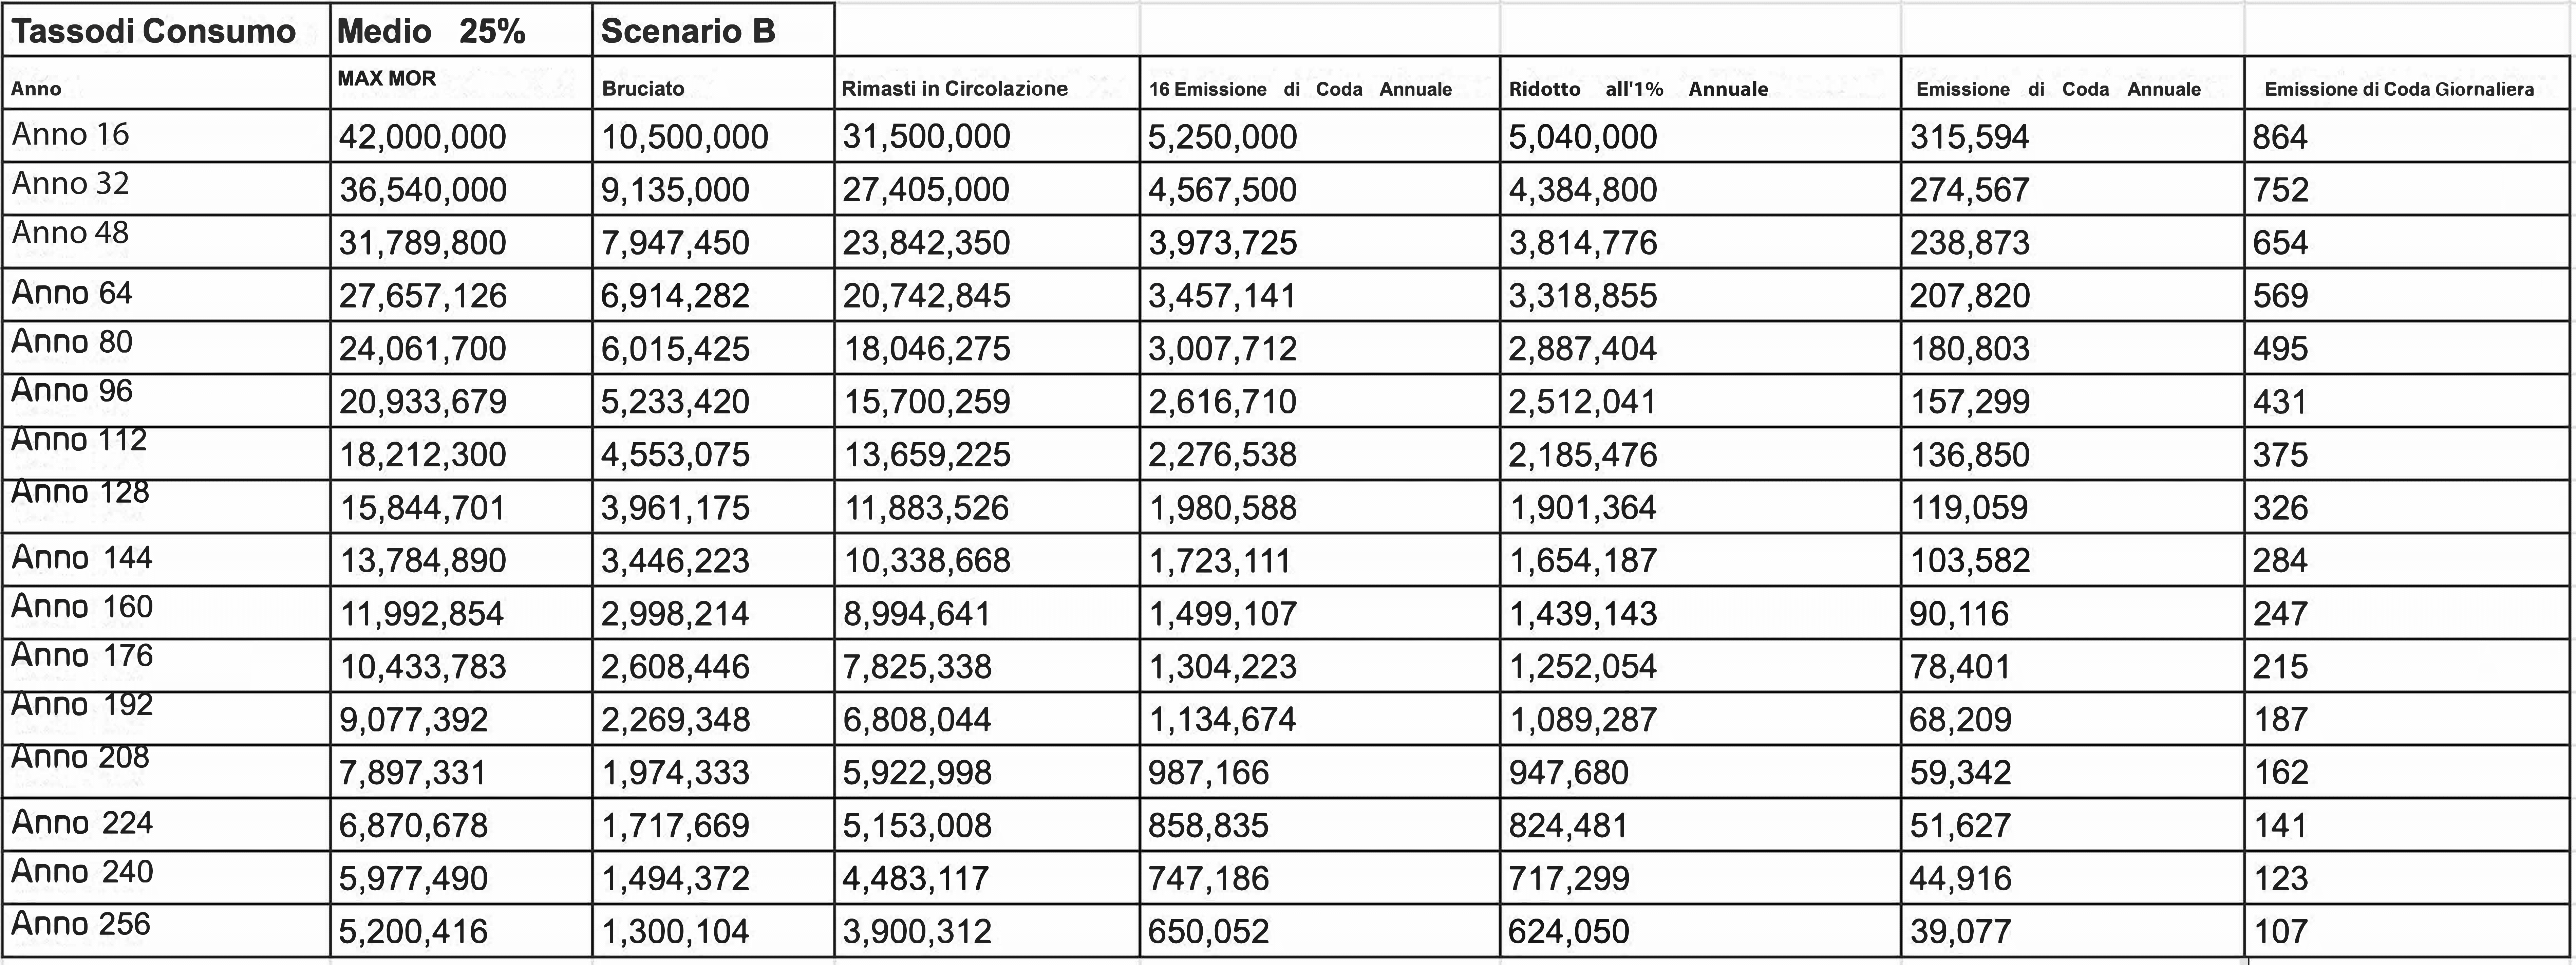 Tassodi Consumo Medio 25% Scenario B
Anno MAX MOR Bruciato Rimasti in Circolazione 16 Emissione di Coda Annuale Ridotto all'1% Annuale Emissione di Coda Annuale Emissione di Coda Giornaliera
Anno 16 42,000,000 10,500,000 31,500,000 5,250,000 5,040,000 315,594 864
Anno 32 36,540,000 9,135,000 27,405,000 4,567,500 4,384,800 274,567 752
Anno 48 31,789,800 7,947,450 23,842,350 3,973,725 3,814,776 238,873 654
Anno 64 27,657,126 6,914,282 20,742,845 3,457,141 3,318,855 207,820 569
Anno 80 24,061,700 6,015,425 18,046,275 3,007,712 2,887,404 180,803 495
Anno 96 20,933,679 5,233,420 15,700,259 2,616,710 2,512,041 157,299 431
Anno 112 18,212,300 4,553,075 13,659,225 2,276,538 2,185,476 136,850 375
Anno 128 15,844,701 3,961,175 11,883,526 1,980,588 1,901,364 119,059 326
Anno 144 13,784,890 3,446,223 10,338,668 1,723,111 1,654,187 103,582 284
Anno 160 11,992,854 2,998,214 8,994,641 1,499,107 1,439,143 90,116 247
Anno 176 10,433,783 2,608,446 7,825,338 1,304,223 1,252,054 78,401 215
Anno 192 9,077,392 2,269,348 6,808,044 1,134,674 1,089,287 68,209 187
Anno 208 7,897,331 1,974,333 5,922,998 987,166 947,680 59,342 162
Anno 224 6,870,678 1,717,669 5,153,008 858,835 824,481 51,627 141
Anno 240 5,977,490 1,494,372 4,483,117 747,186 717,299 44,916 123
Anno 256 5,200,416 1,300,104 3,900,312 650,052 624,050 39,077 107